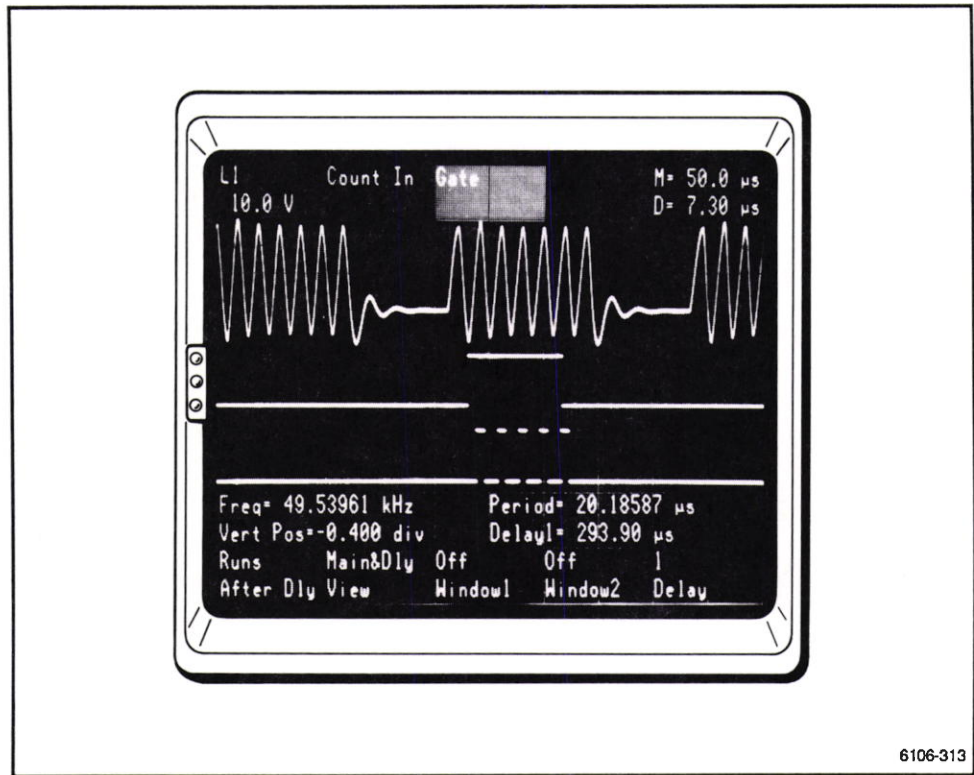 L1 Count In Gate M= 50.0 µs
10.0 V D= 7.30 µs
Freq= 49.53961 kHz Period= 20.18587 µs
Vert Pos=-0.400 div Delay1= 293.90 µs
Runs Main&Dly Off Off 1
After Dly View Window1 Window2 Delay
6106-313